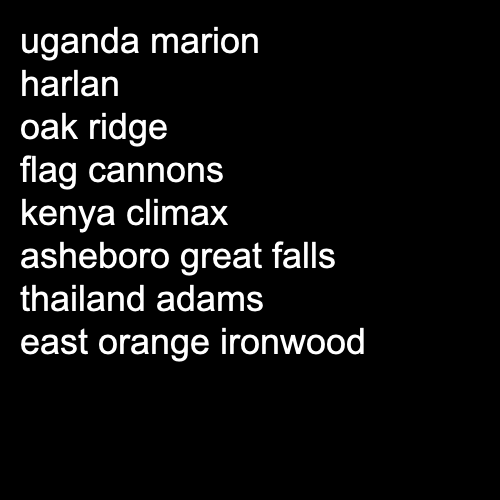 uganda marion
harlan
oak ridge
flag cannons
kenya climax
asheboro great falls
thailand adams
east orange ironwood